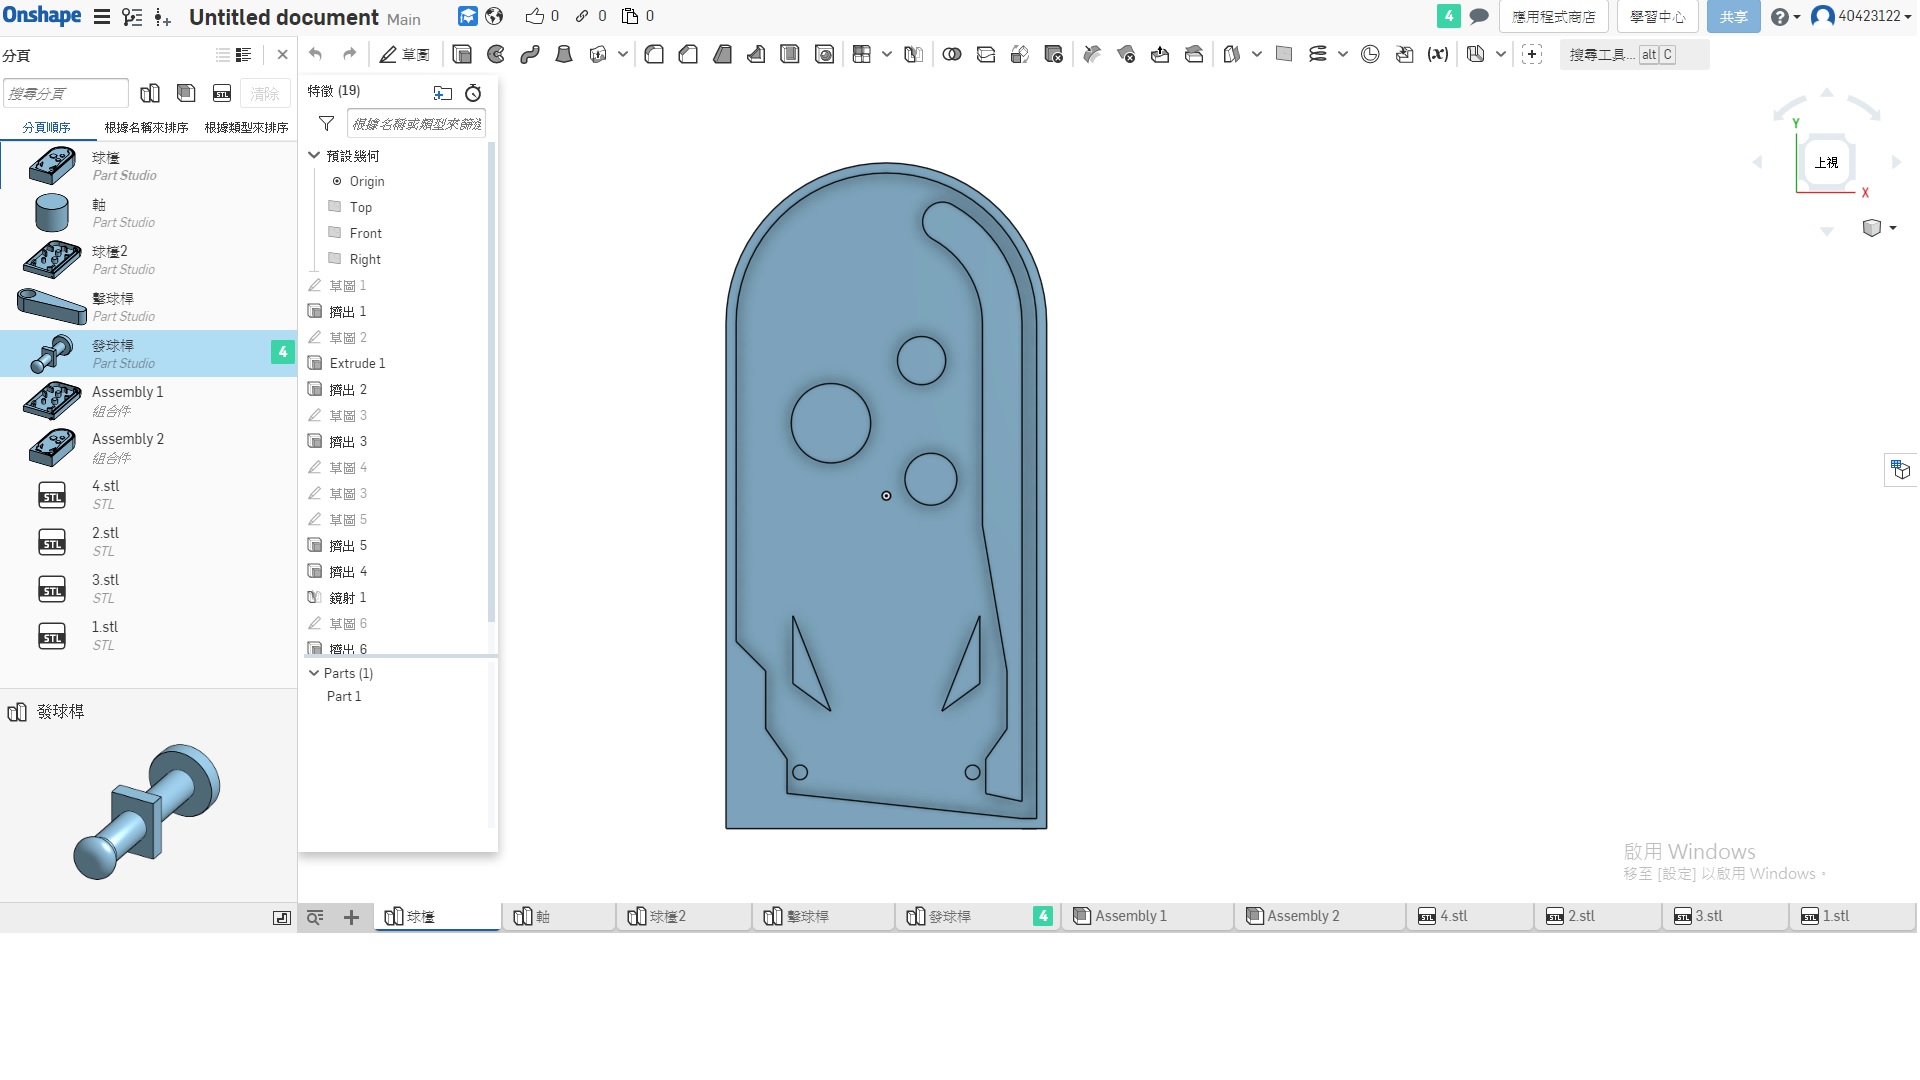 Onshape Untitled document Main 0 0 0 4 應用程式商店 學習中心 共享 40423122
分頁
草圖 搜尋工具... alt C
搜尋分頁 STL 清除
分頁順序 根據名稱來排序 根據類型來排序
球檯
Part Studio
軸
Part Studio
球檯2
Part Studio
擊球桿
Part Studio
發球桿
Part Studio
4
Assembly 1
組合件
Assembly 2
組合件
4.stl
STL
STL
2.stl
STL
STL
3.stl
STL
STL
1.stl
STL
STL
發球桿
特徵 (19)
根據名稱或類型來篩選
預設幾何
Origin
Top
Front
Right
草圖 1
擠出 1
草圖 2
Extrude 1
擠出 2
草圖 3
擠出 3
草圖 4
草圖 3
草圖 5
擠出 5
擠出 4
鏡射 1
草圖 6
擠出 6
Parts (1)
Part 1
Y
上視
X
啟用 Windows
移至 [設定] 以啟用 Windows。
球檯 軸 球檯2 擊球桿 發球桿 4 Assembly 1 Assembly 2 STL 4.stl STL 2.stl STL 3.stl STL 1.stl